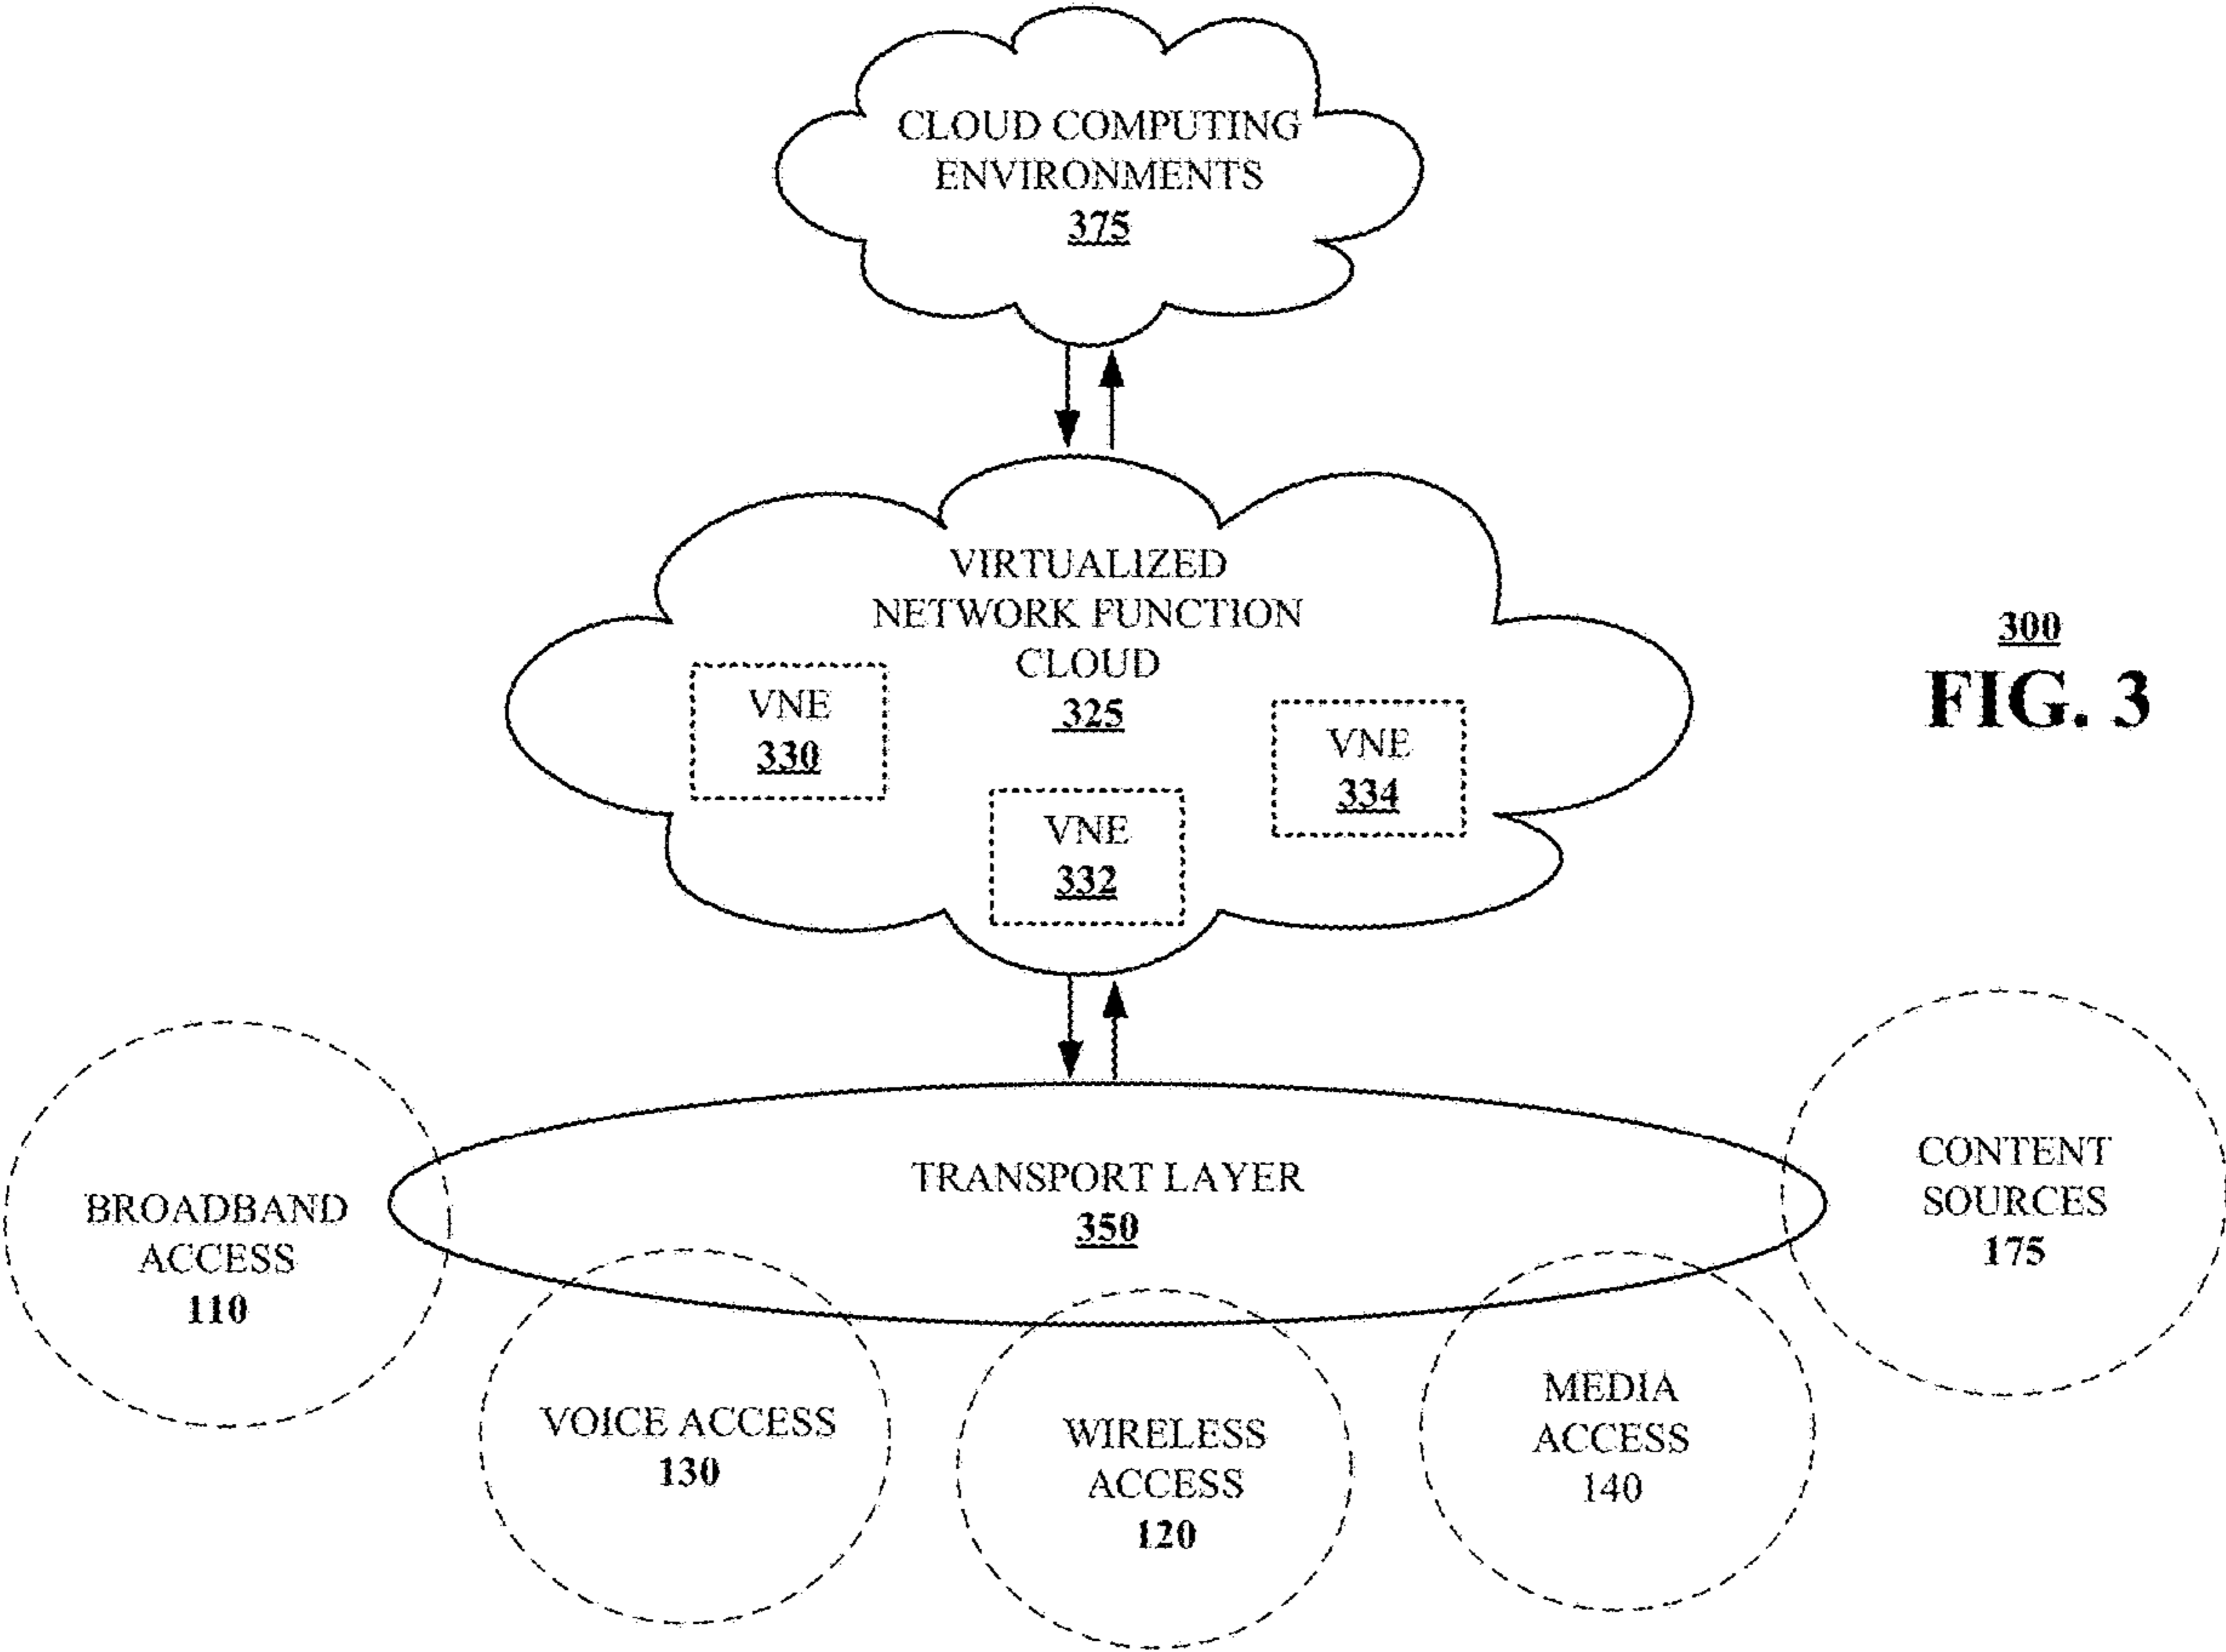 CLOUD COMPUTING
ENVIRONMENTS
375
VIRTUALIZED
NETWORK FUNCTION
CLOUD
325
VNE
330
VNE
332
VNE
334
300
FIG. 3
TRANSPORT LAYER
350
BROADBAND
ACCESS
110
VOICE ACCESS
130
WIRELESS
ACCESS
120
MEDIA
ACCESS
140
CONTENT
SOURCES
175